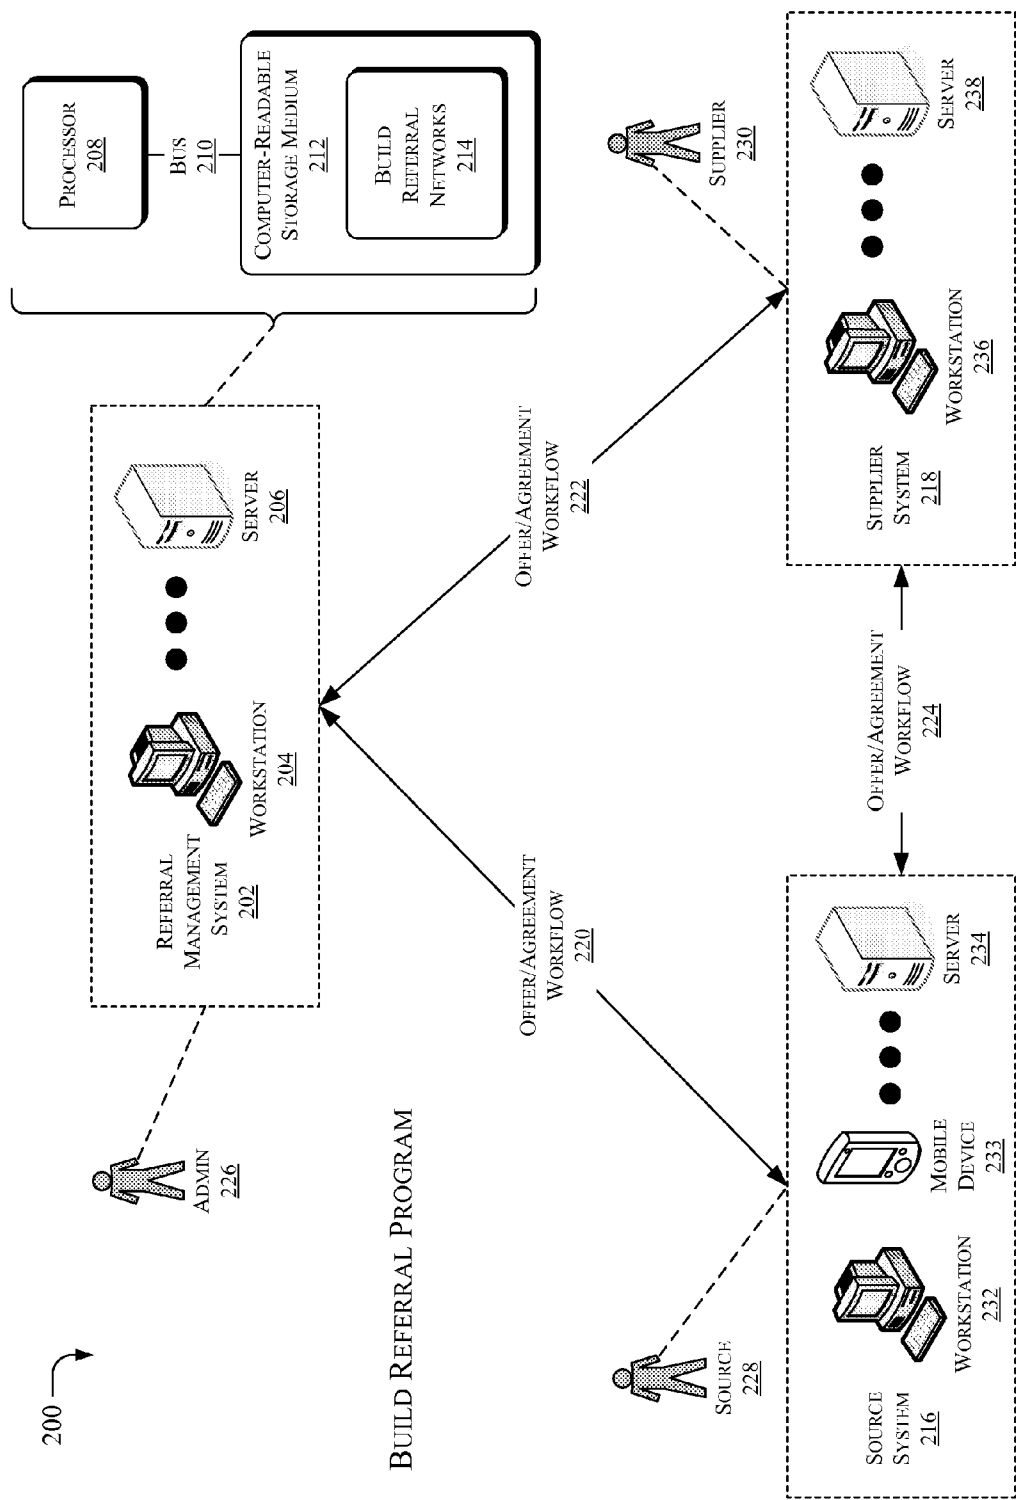 200
BUILD REFERRAL PROGRAM
ADMIN
226
REFERRAL
MANAGEMENT
SYSTEM
202
WORKSTATION
204
SERVER
206
PROCESSOR
208
BUS
210
COMPUTER-READABLE
STORAGE MEDIUM
212
BUILD
REFERRAL
NETWORKS
214
OFFER/AGREEMENT
WORKFLOW
220
OFFER/AGREEMENT
WORKFLOW
222
SOURCE
228
SUPPLIER
230
SOURCE
SYSTEM
216
WORKSTATION
232
MOBILE
DEVICE
233
SERVER
234
OFFER/AGREEMENT
WORKFLOW
224
SUPPLIER
SYSTEM
218
WORKSTATION
236
SERVER
238